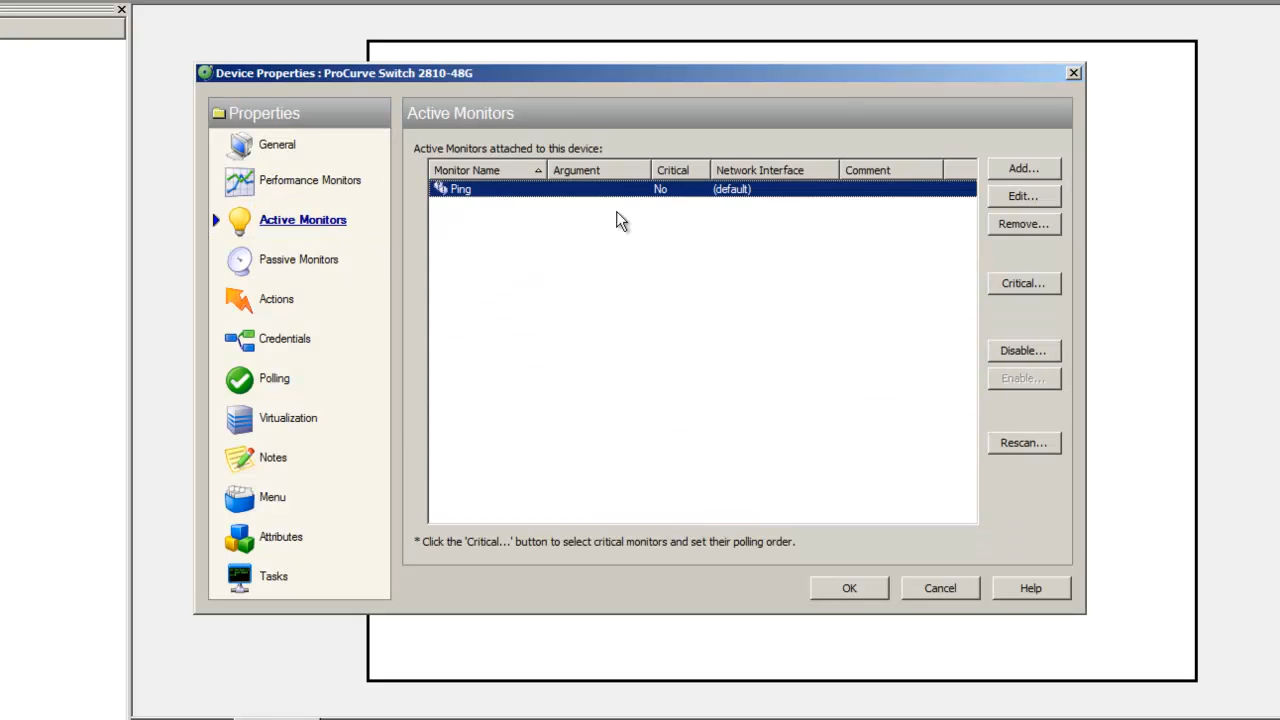 Device Properties : ProCurve Switch 2810-48G
Properties
General
Performance Monitors
Active Monitors
Passive Monitors
Actions
Credentials
Polling
Virtualization
Notes
Menu
Attributes
Tasks
Active Monitors
Active Monitors attached to this device:
Monitor Name Argument Critical Network Interface Comment
Ping No (default)
Add...
Edit...
Remove...
Critical...
Disable...
Enable...
Rescan...
* Click the 'Critical...' button to select critical monitors and set their polling order.
OK Cancel Help